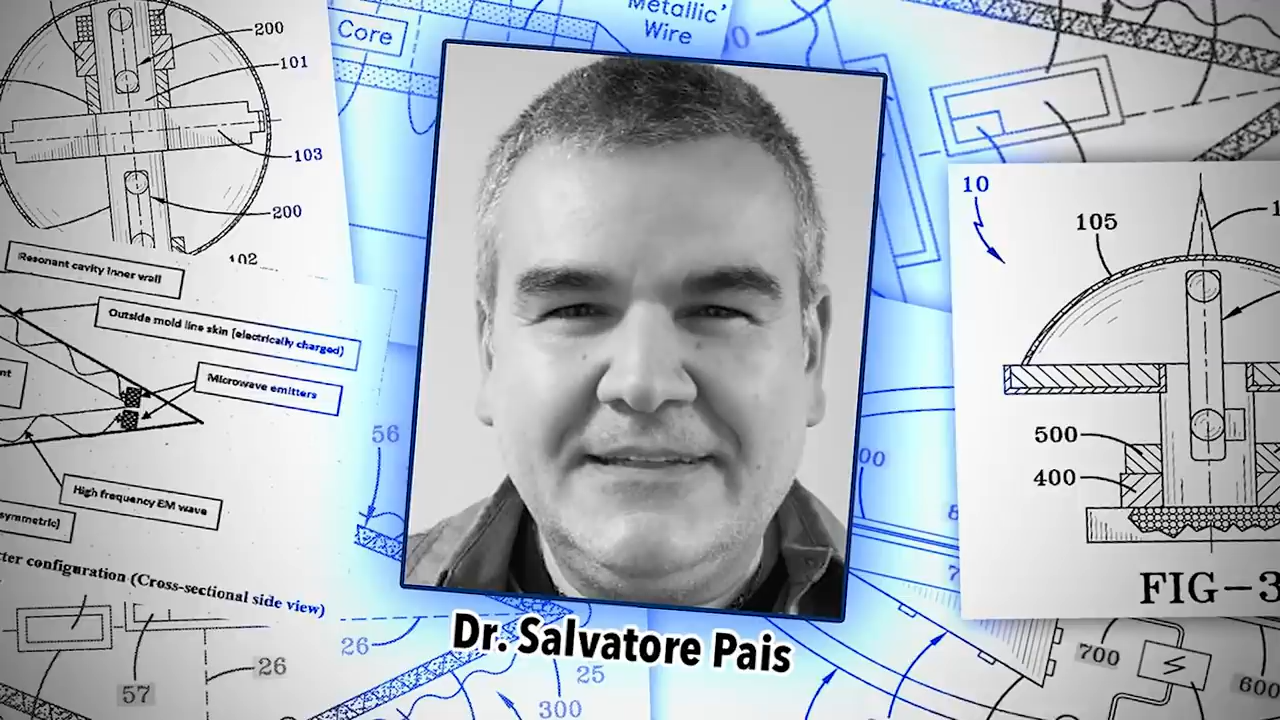 200
101
103
200
102
Resonant cavity inner wall
Outside mold line skin (electrically charged)
Microwave emitters
High frequency EM wave
symmetric)
configuration (Cross-sectional side view)
57
26
Core
Metallic'
Wire
56
26
25
300
Dr. Salvatore Pais
10
105
500
400
FIG-3
700
600